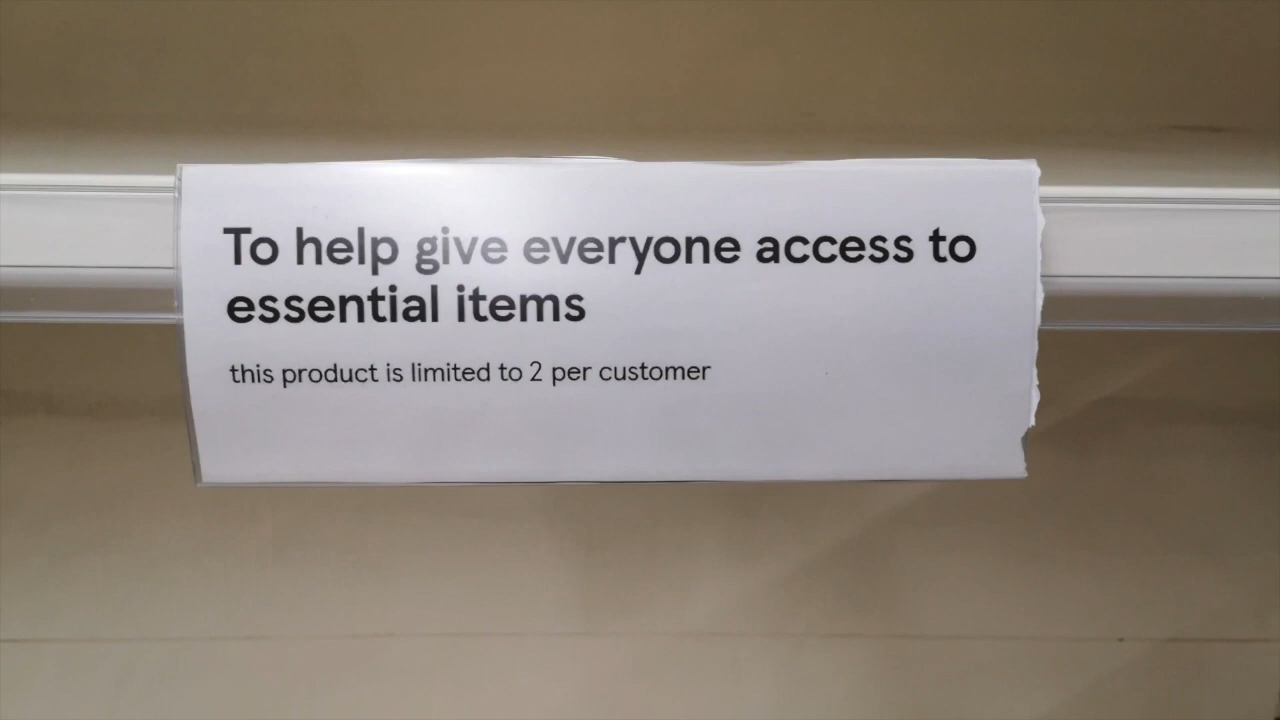 To help give everyone access to
essential items
this product is limited to 2 per customer